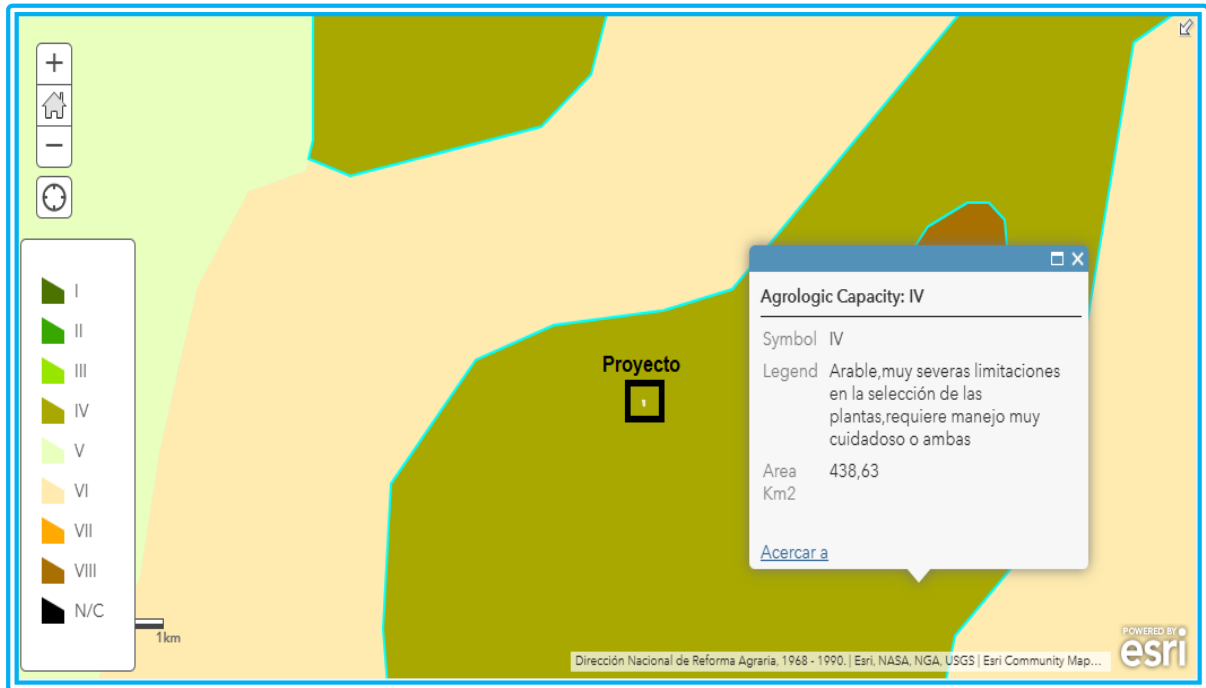 I
II
III
IV
V
VI
VII
VIII
N/C
1km
Proyecto
Agrologic Capacity: IV
Symbol IV
Legend Arable,muy severas limitaciones
en la selección de las
plantas,requiere manejo muy
cuidadoso o ambas
Area 438,63
Km2
Acercar a
Dirección Nacional de Reforma Agraria, 1968 - 1990. | Esri, NASA, NGA, USGS | Esri Community Map...
POWERED BY
esri